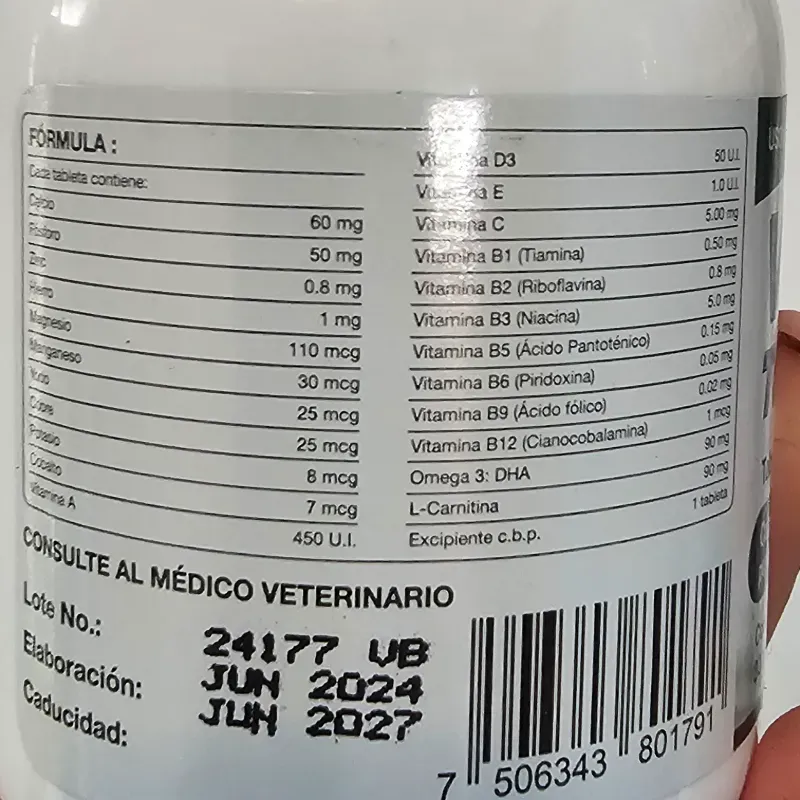 FÓRMULA :
Cada tableta contiene:
Calcio 60 mg
Fósforo 50 mg
Zinc 0.8 mg
Hierro 1 mg
Magnesio 110 mcg
Manganeso 30 mcg
Yodo 25 mcg
Cobre 25 mcg
Potasio 8 mcg
Cobalto 7 mcg
Vitamina A 450 U.I.
Vitamina D3 50 U.I.
Vitamina E 1.0 U.I.
Vitamina C 5.00 mg
Vitamina B1 (Tiamina) 0.50 mg
Vitamina B2 (Riboflavina) 0.8 mg
Vitamina B3 (Niacina) 5.0 mg
Vitamina B5 (Ácido Pantoténico) 0.15 mg
Vitamina B6 (Piridoxina) 0.05 mg
Vitamina B9 (Ácido fólico) 0.02 mg
Vitamina B12 (Cianocobalamina) 1 mcg
Omega 3: DHA 90 mg
L-Carnitina 90 mg
Excipiente c.b.p. 1 tableta
CONSULTE AL MÉDICO VETERINARIO
Lote No.: 24177 UB
Elaboración: JUN 2024
Caducidad: JUN 2027
7 506343 801791